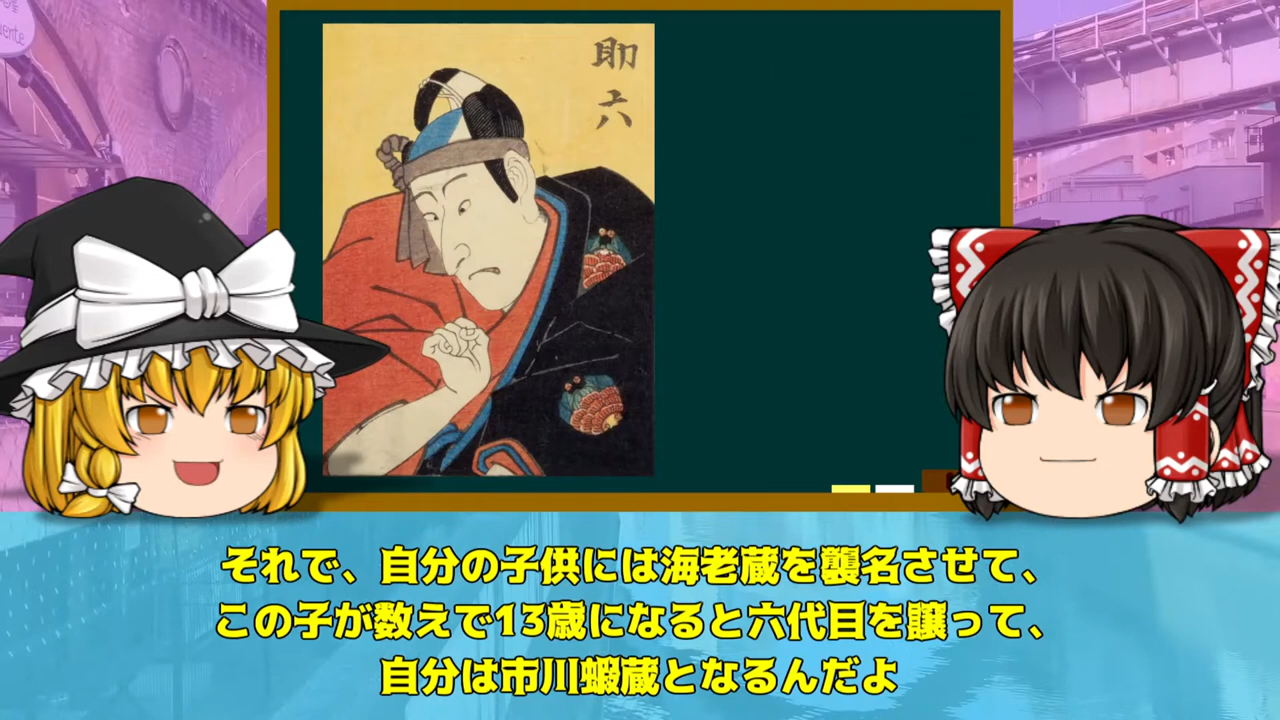 助六
それで、自分の子供には海老蔵を襲名させて、
この子が数えで13歳になると六代目を譲って、
自分は市川蝦蔵となるんだよ